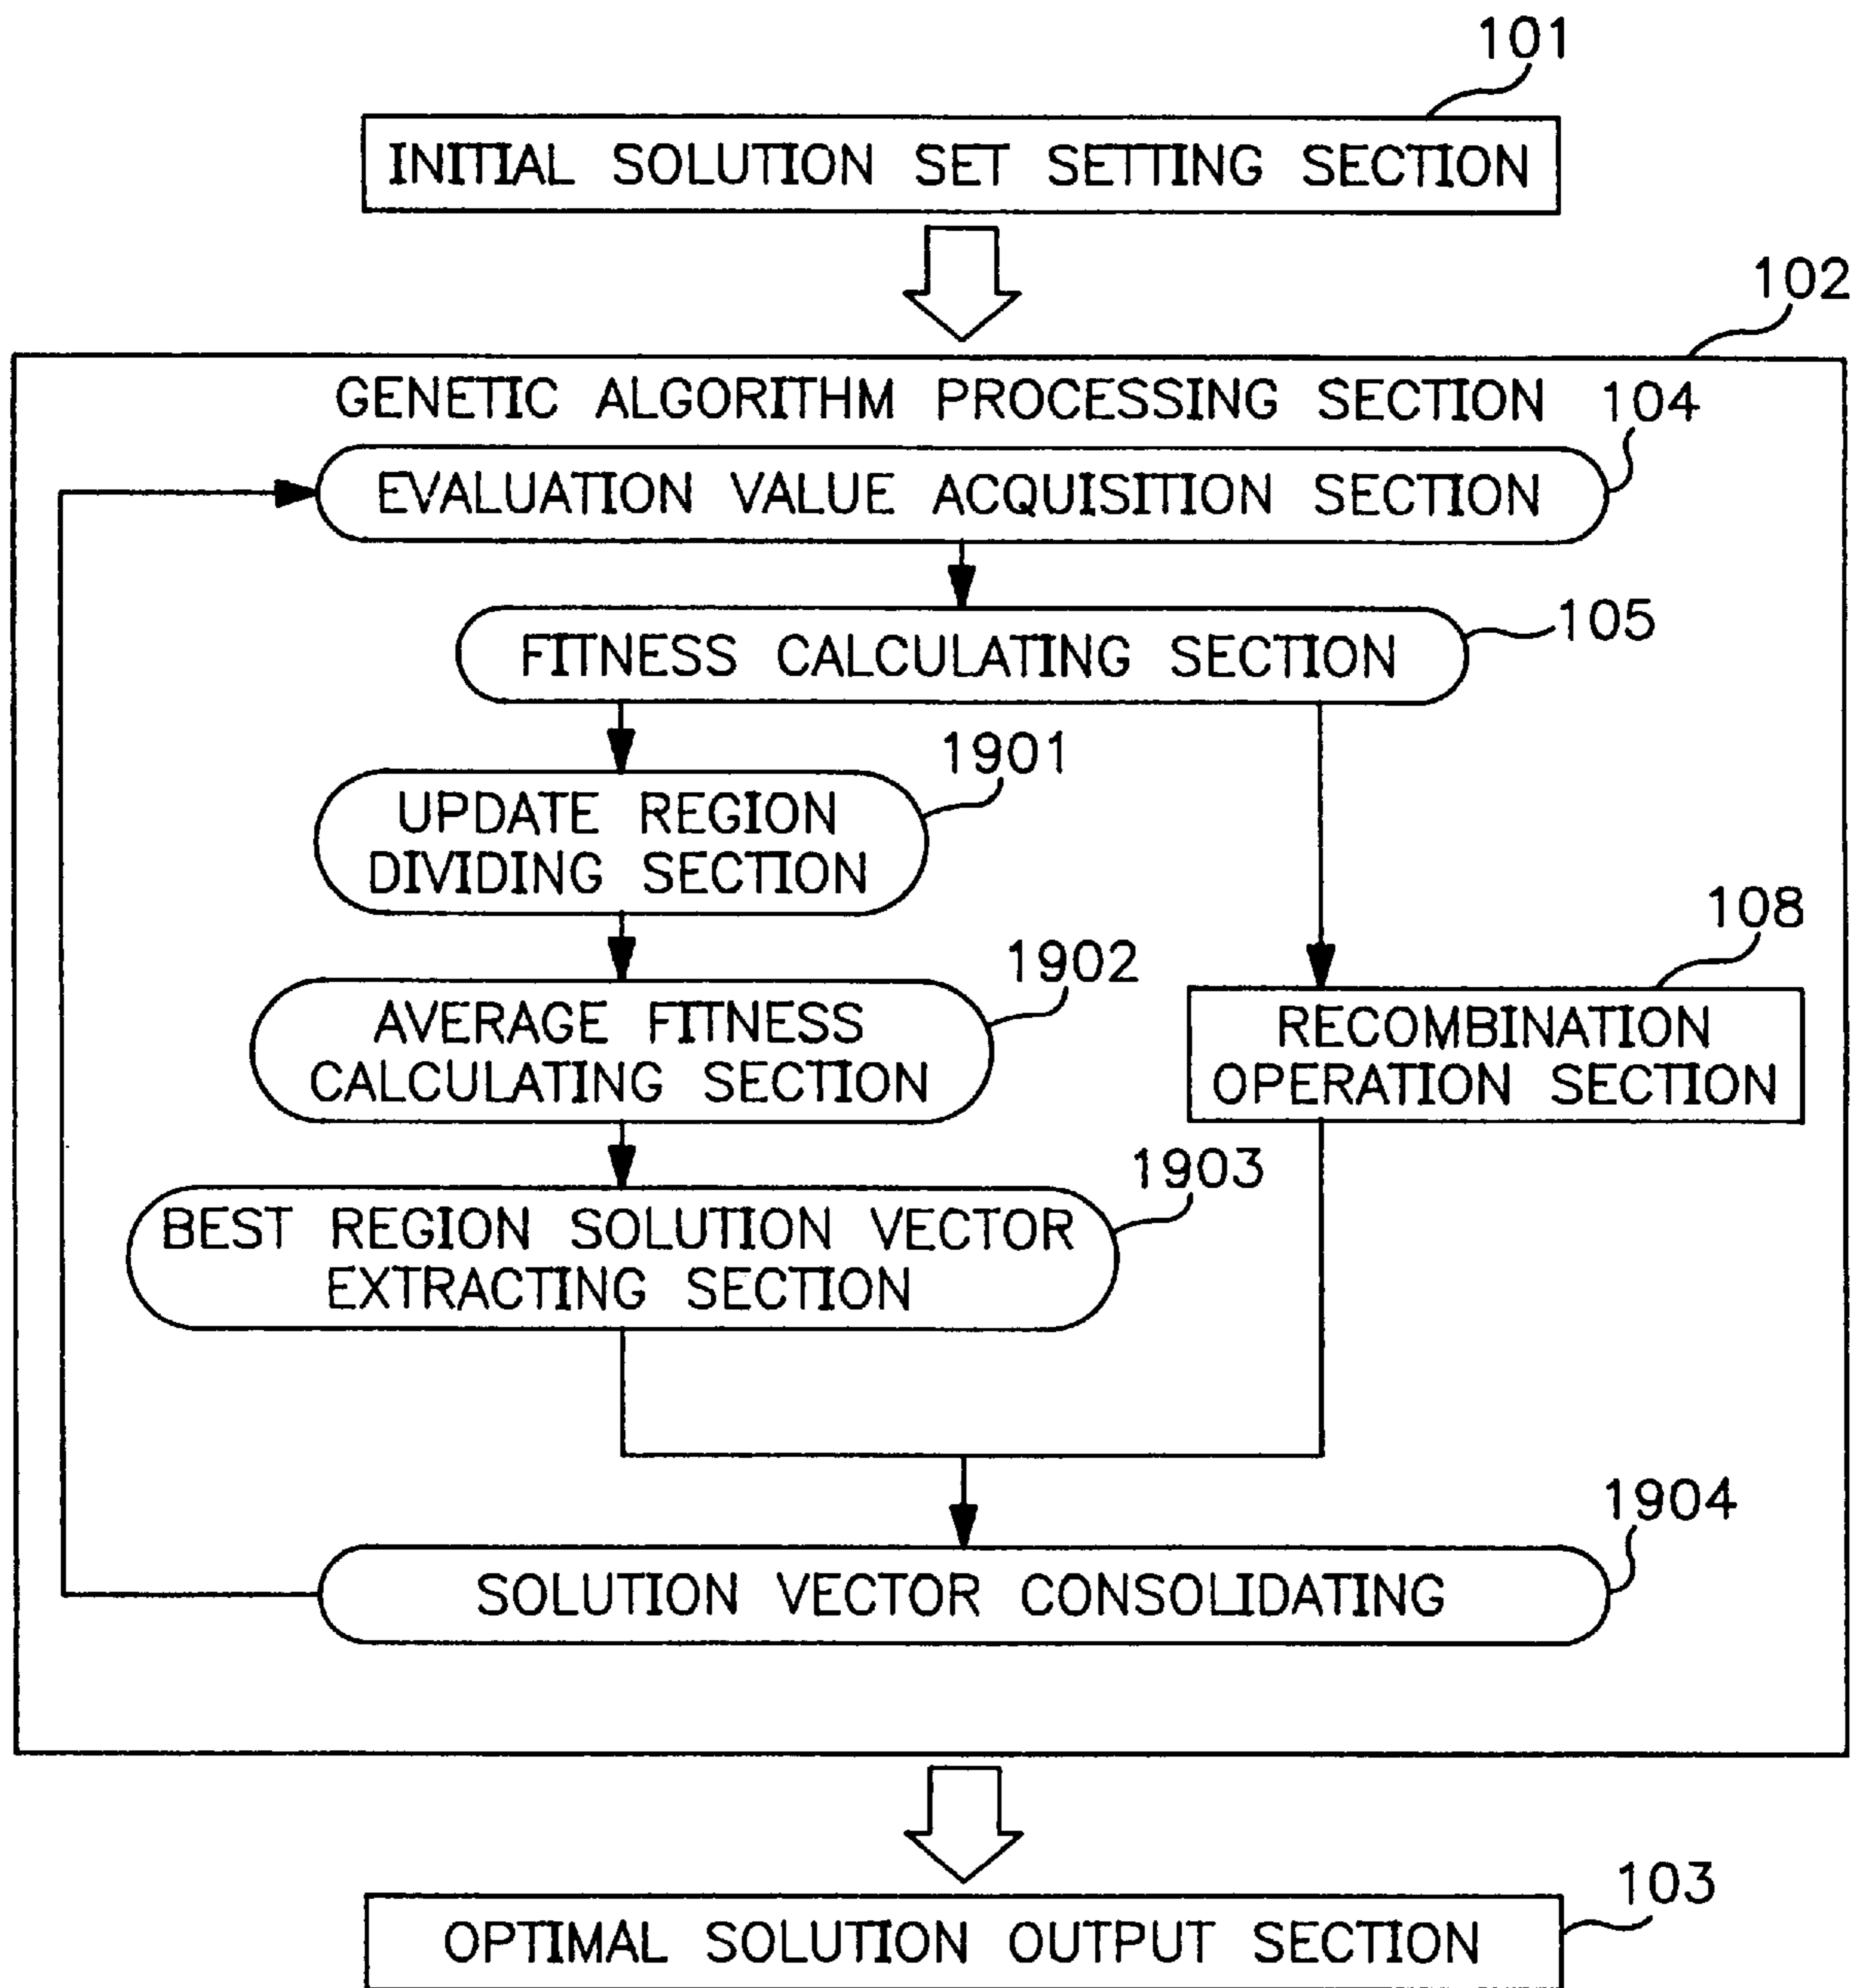 101
INITIAL SOLUTION SET SETTING SECTION
102
GENETIC ALGORITHM PROCESSING SECTION
104
EVALUATION VALUE ACQUISITION SECTION
FITNESS CALCULATING SECTION
105
1901
UPDATE REGION
DIVIDING SECTION
108
1902
AVERAGE FITNESS
CALCULATING SECTION
RECOMBINATION
OPERATION SECTION
1903
BEST REGION SOLUTION VECTOR
EXTRACTING SECTION
1904
SOLUTION VECTOR CONSOLIDATING
103
OPTIMAL SOLUTION OUTPUT SECTION